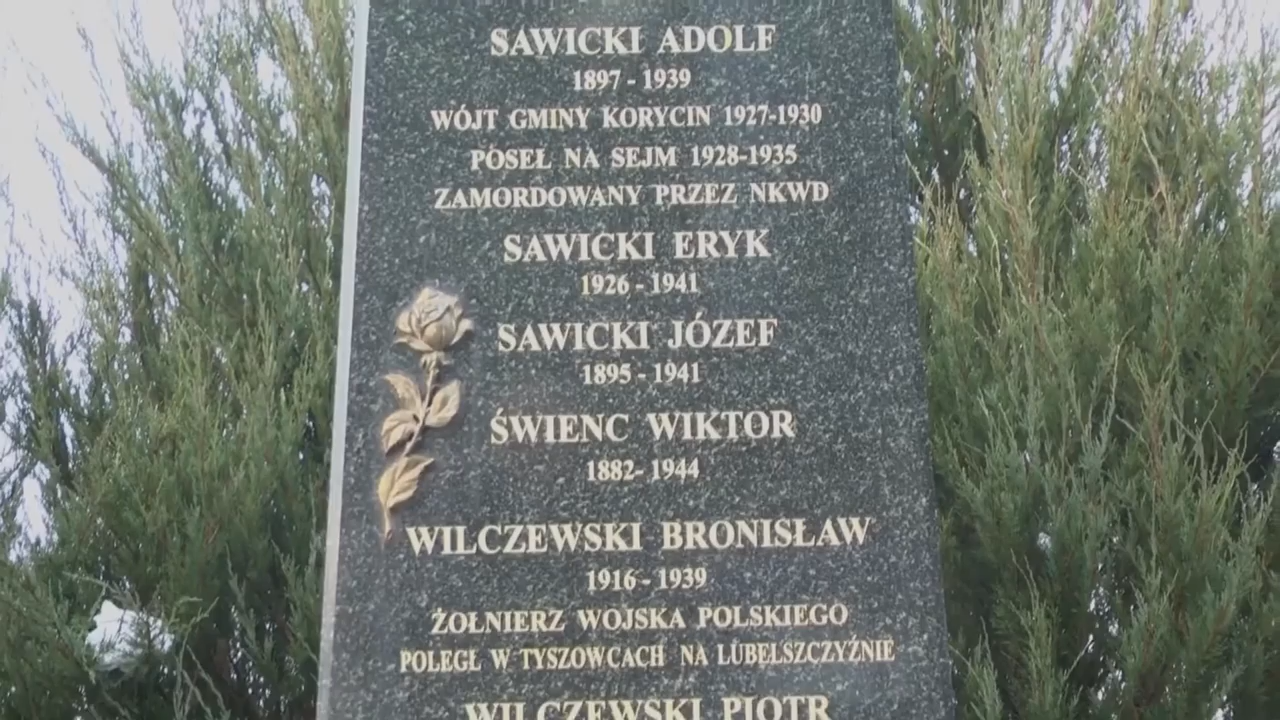 SAWICKI ADOLF
1897 - 1939
WÓJT GMINY KORYCIN 1927-1930
POSEŁ NA SEJM 1928-1935
ZAMORDOWANY PRZEZ NKWD
SAWICKI ERYK
1926 - 1941
SAWICKI JÓZEF
1895 - 1941
ŚWIENC WIKTOR
1882- 1944
WILCZEWSKI BRONISŁAW
1916 - 1939
ŻOŁNIERZ WOJSKA POLSKIEGO
POLEGŁ W TYSZOWCACH NA LUBELSZCZYŹNIE
WILCZEWSKI PIOTR